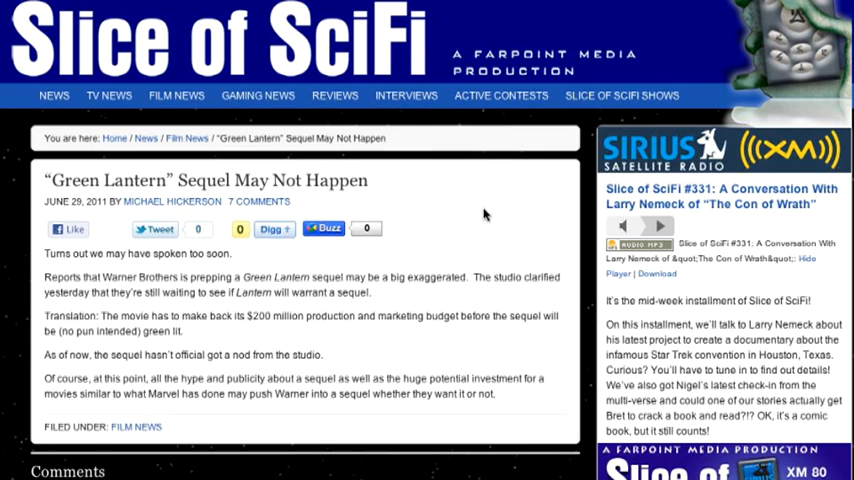 Slice of SciFi
A FARPOINT MEDIA
PRODUCTION
NEWS TV NEWS FILM NEWS GAMING NEWS REVIEWS INTERVIEWS ACTIVE CONTESTS SLICE OF SCIFI SHOWS
You are here: Home / News / Film News / “Green Lantern” Sequel May Not Happen
“Green Lantern” Sequel May Not Happen
JUNE 29, 2011 BY MICHAEL HICKERSON 7 COMMENTS
Like Tweet 0 0 Digg Buzz 0
Turns out we may have spoken too soon.
Reports that Warner Brothers is prepping a Green Lantern sequel may be a big exaggerated. The studio clarified
yesterday that they're still waiting to see if Lantern will warrant a sequel.
Translation: The movie has to make back its $200 million production and marketing budget before the sequel will
be (no pun intended) green lit.
As of now, the sequel hasn't official got a nod from the studio.
Of course, at this point, all the hype and publicity about a sequel as well as the huge potential investment for a
movies similar to what Marvel has done may push Warner into a sequel whether they want it or not.
FILED UNDER: FILM NEWS
Comments
SIRIUS XM
SATELLITE RADIO
Slice of SciFi #331: A Conversation With
Larry Nemeck of “The Con of Wrath”
AUDIO MP3 Slice of SciFi #331: A Conversation With
Larry Nemeck of &quot;The Con of Wrath&quot;: Hide
Player | Download
It's the mid-week installment of Slice of SciFi!
On this installment, we'll talk to Larry Nemeck about
his latest project to create a documentary about the
infamous Star Trek convention in Houston, Texas.
Curious? You'll have to tune in to find out details!
We've also got Nigel's latest check-in from the
multi-verse and could one of our stories actually get
Bret to crack a book and read?!? OK, it's a comic
book, but it still counts!
A FARPOINT MEDIA PRODUCTION
Slice of XM 80